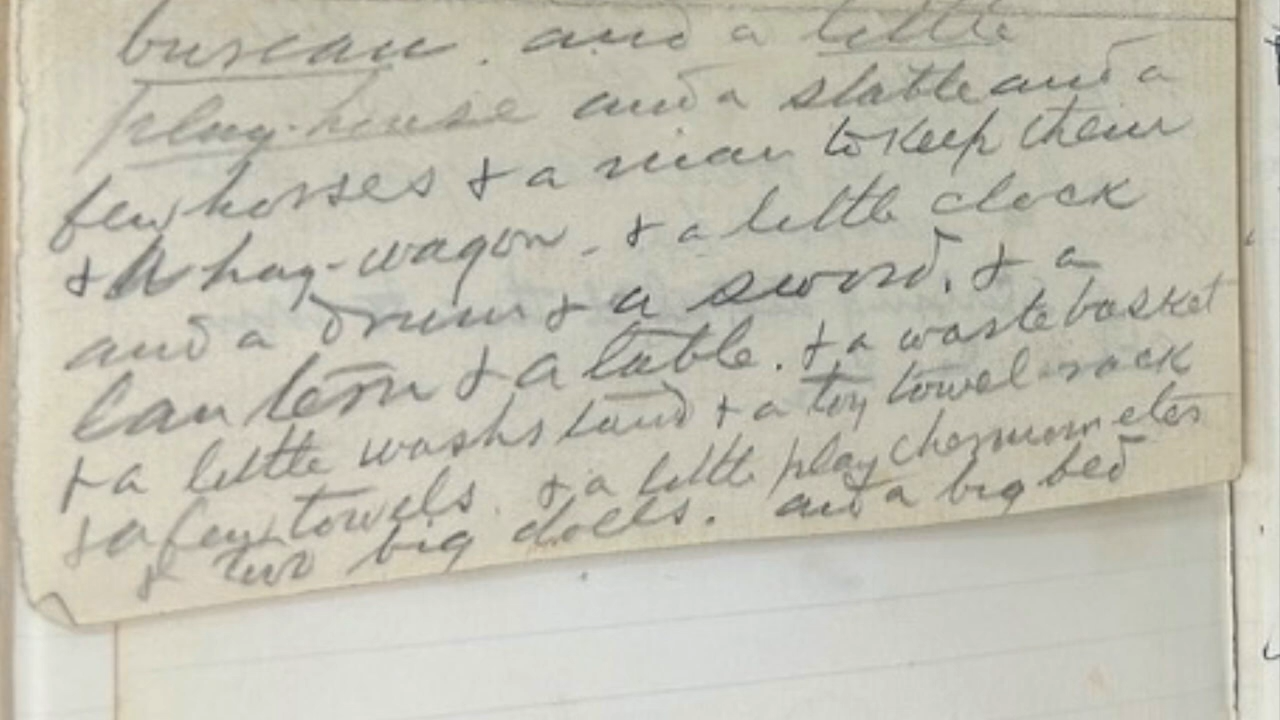 bureau. and a little
play-house and a stable and a
few horses & a man to keep them
& A hay-wagon. & a little clock
and a drum & a sword. & a
lantern & a table. & a wastebasket
& a little washstand & a toy towel-rack
& a few towels. & a little play thermometer
& two big dolls. and a big bed